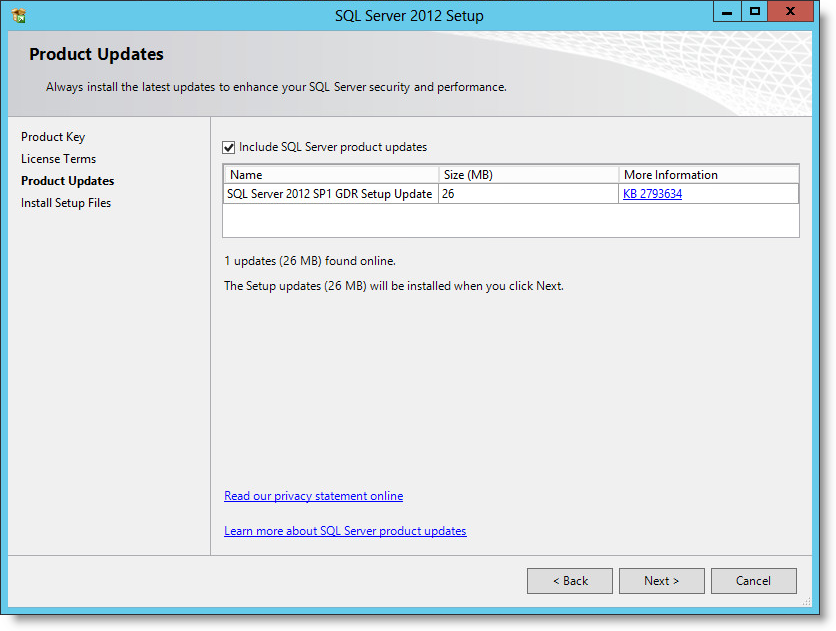 SQL Server 2012 Setup
Product Updates
Always install the latest updates to enhance your SQL Server security and performance.
Product Key
License Terms
Product Updates
Install Setup Files
Include SQL Server product updates
Name Size (MB) More Information
SQL Server 2012 SP1 GDR Setup Update 26 KB 2793634
1 updates (26 MB) found online.
The Setup updates (26 MB) will be installed when you click Next.
Read our privacy statement online
Learn more about SQL Server product updates
< Back Next > Cancel